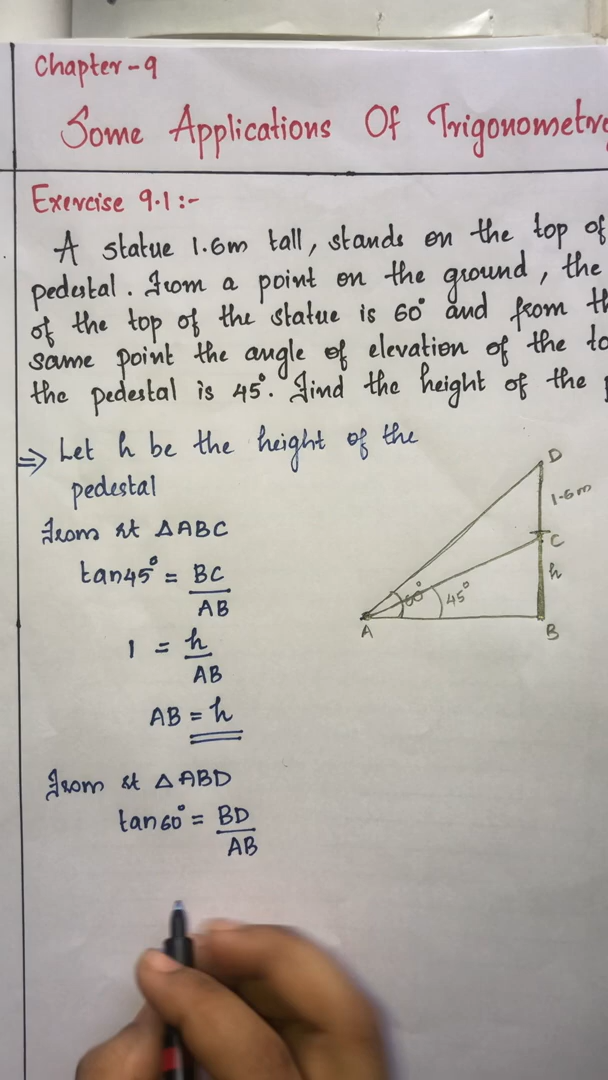 Chapter-9
Some Applications Of Trigonometry
Exercise 9.1:-
A statue 1.6m tall, stands on the top of
pedestal. From a point on the ground, the
of the top of the statue is 60° and from th
same point the angle of elevation of the to
the pedestal is 45°. Find the height of the
⇒ Let h be the height of the
pedestal
From rt △ABC
tan45° = BC/AB
1 = h/AB
AB = h
From rt △ABD
tan60° = BD/AB
D
1.6m
C
h
60°
45°
A
B